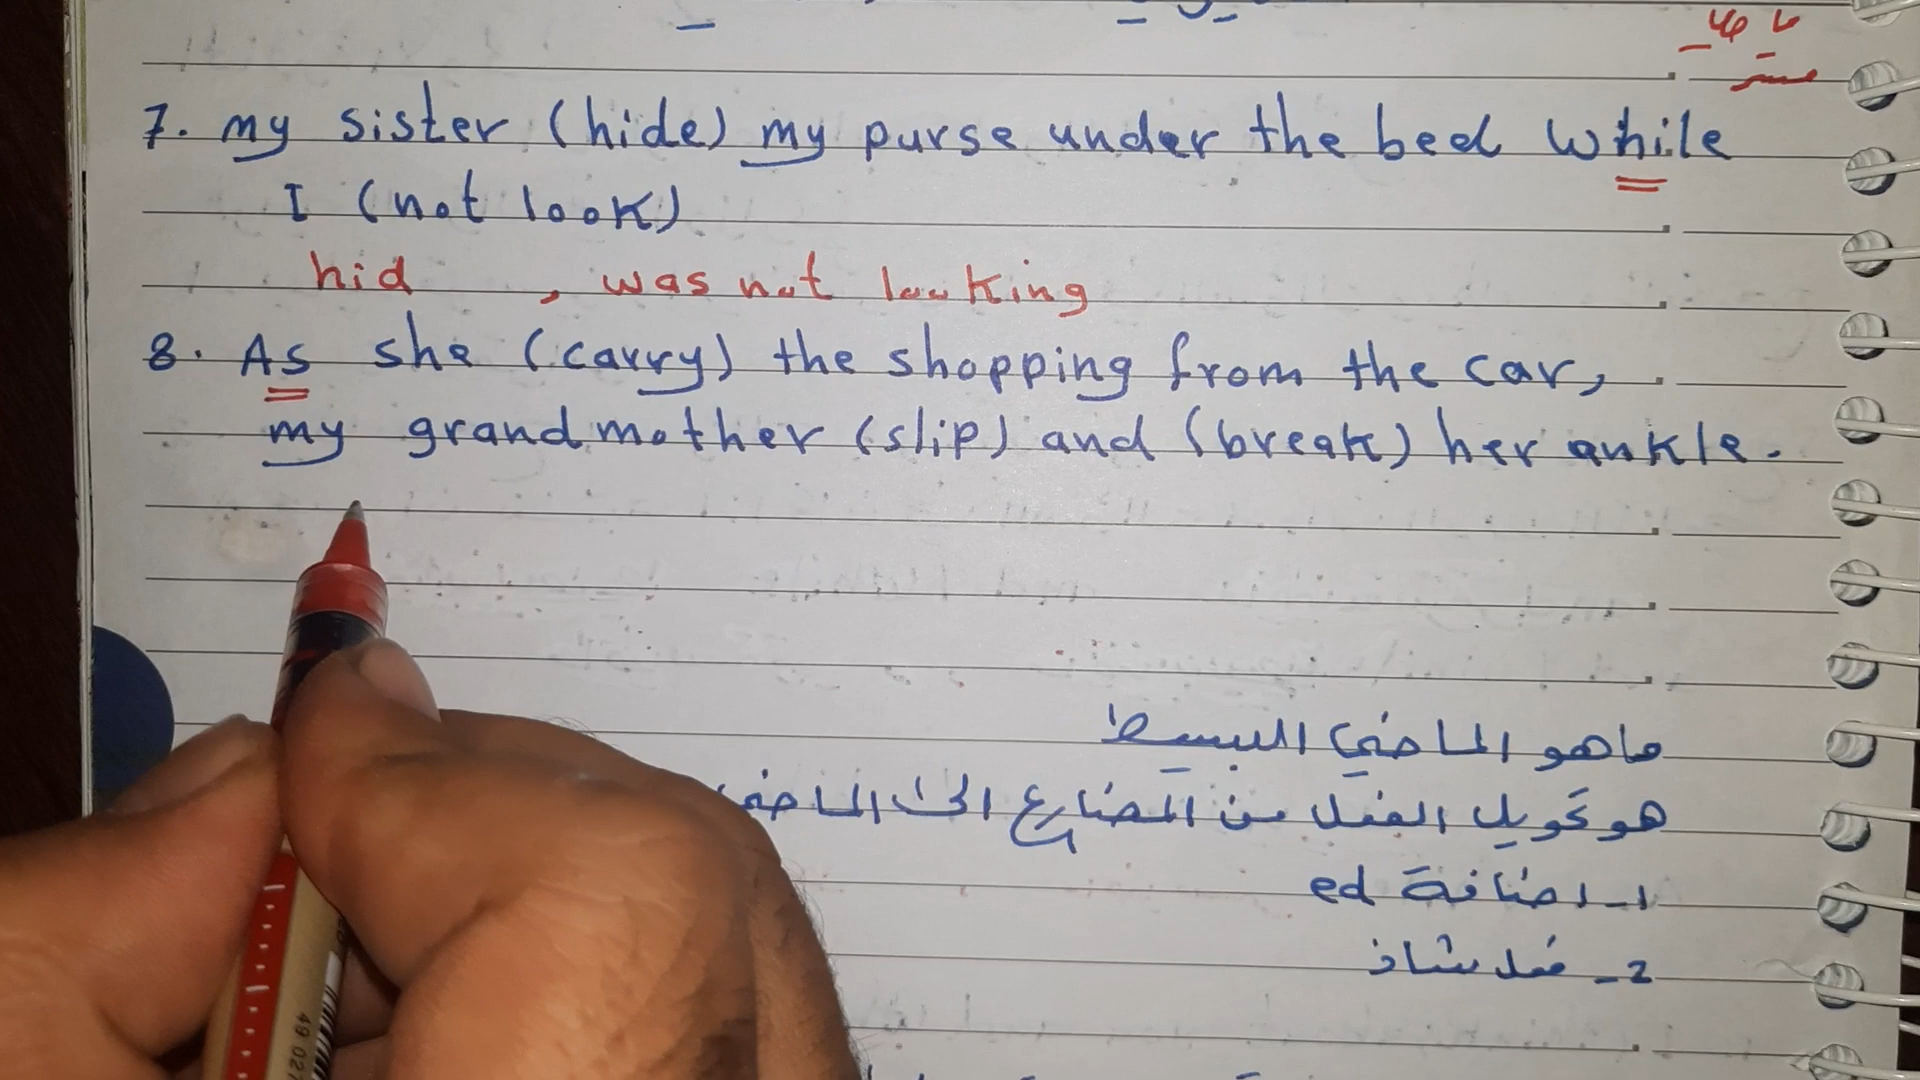 7. my sister (hide) my purse under the bed while
I (not look)
hid , was not looking
8. As she (carry) the shopping from the car,
my grandmother (slip) and (break) her ankle.
ماهو الماضي البسيط
هو تحويل الفعل من المضارع الى الماضي
1- اضافة ed
2- فعل شاذ